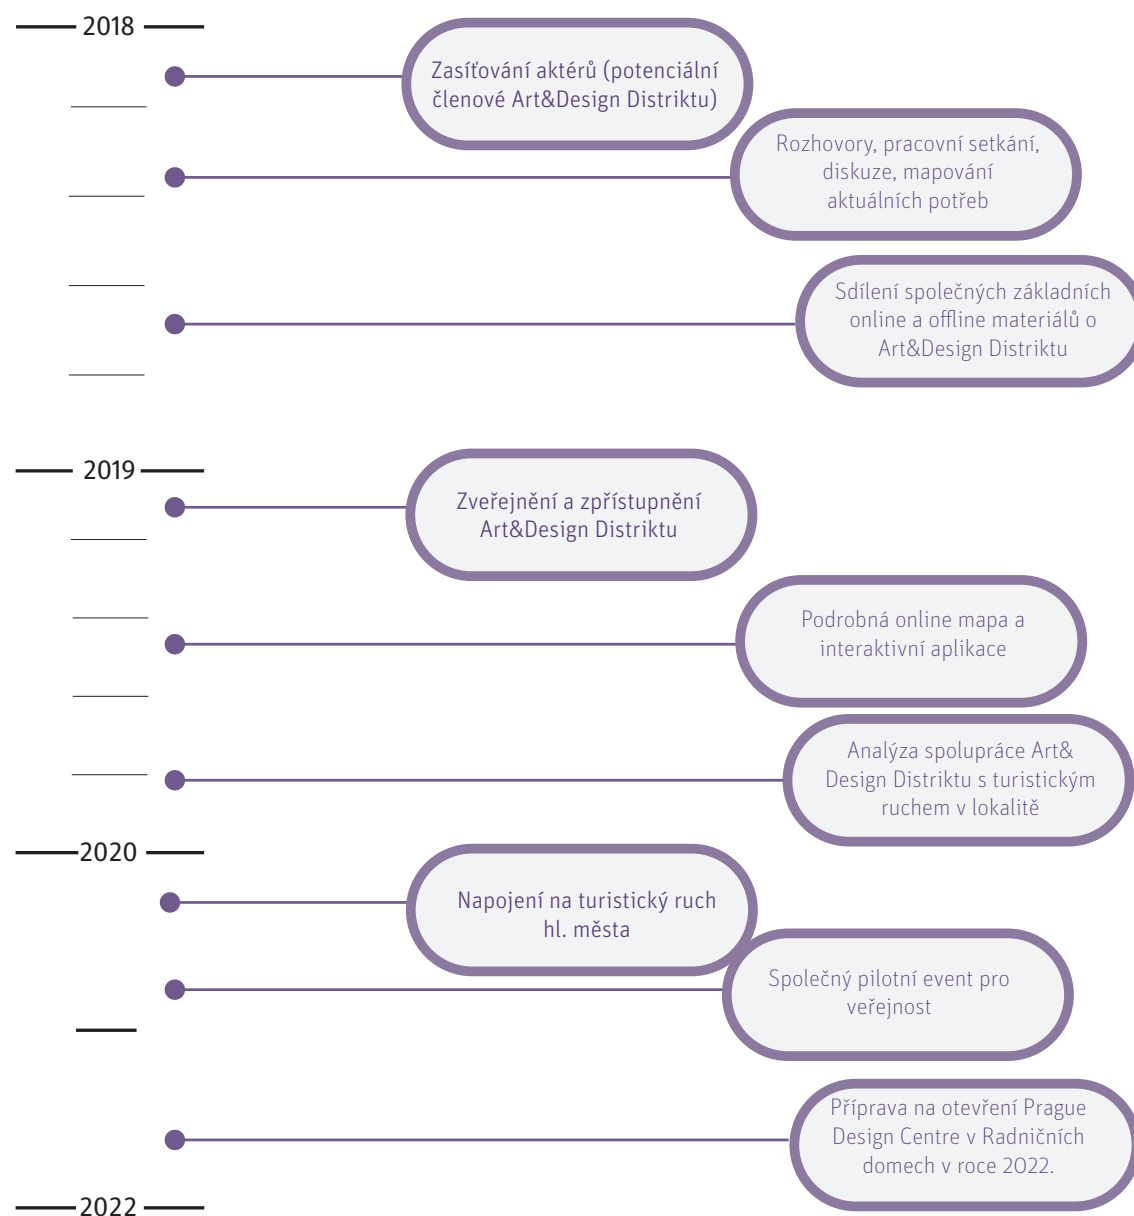 2018
Zasíťování aktérů (potenciální
členové Art&Design Distriktu)
Rozhovory, pracovní setkání,
diskuze, mapování
aktuálních potřeb
Sdílení společných základních
online a offline materiálů o
Art&Design Distriktu
2019
Zveřejnění a zpřístupnění
Art&Design Distriktu
Podrobná online mapa a
interaktivní aplikace
Analýza spolupráce Art&
Design Distriktu s turistickým
ruchem v lokalitě
2020
Napojení na turistický ruch
hl. města
Společný pilotní event pro
veřejnost
Příprava na otevření Prague
Design Centre v Radničních
domech v roce 2022.
2022